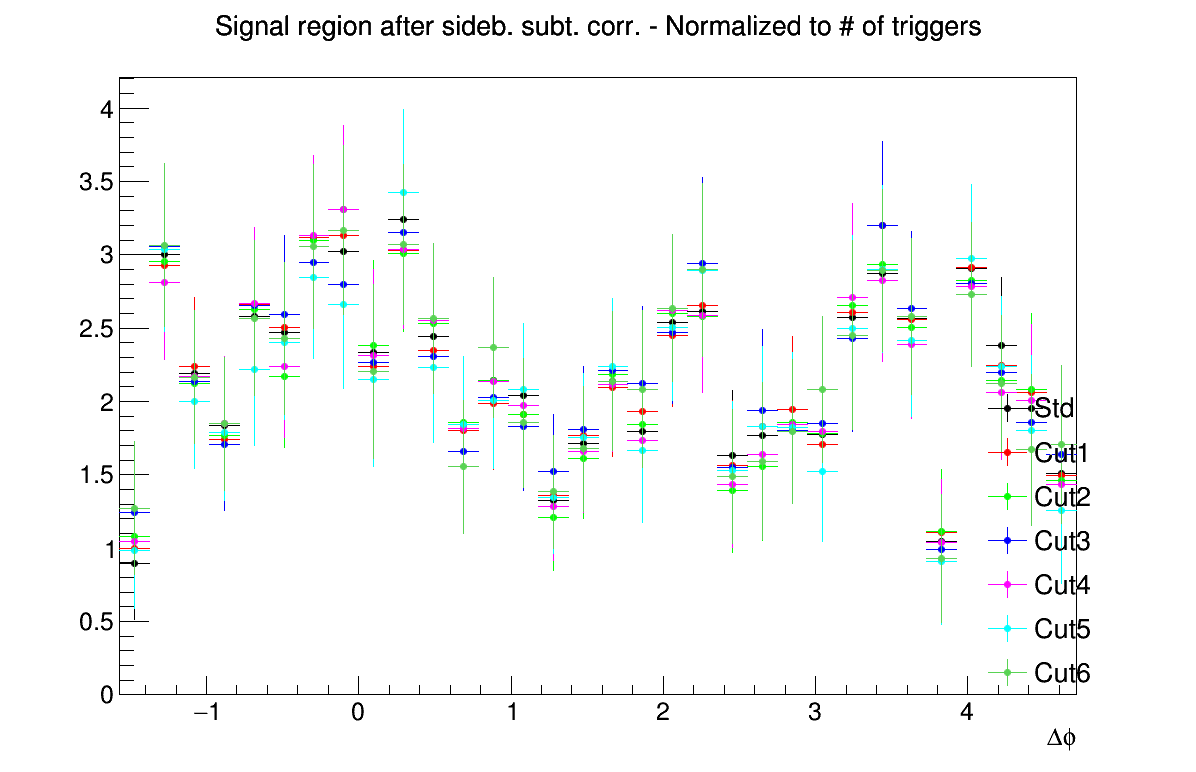 Signal region after sideb. subt. corr. - Normalized to # of triggers
4
3.5
3
2.5
2
1.5
1
0.5
0
Std
Cut1
Cut2
Cut3
Cut4
Cut5
Cut6
−1 0 1 2 3 4
Δϕ